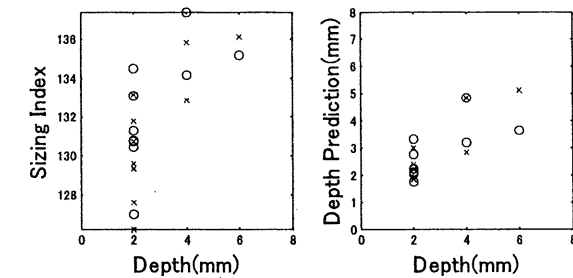 Sizing Index
136
134
132
130
128
0 2 4 6 8
Depth(mm)
Depth Prediction(mm)
8
7
6
5
4
3
2
1
0
0 2 4 6 8
Depth(mm)